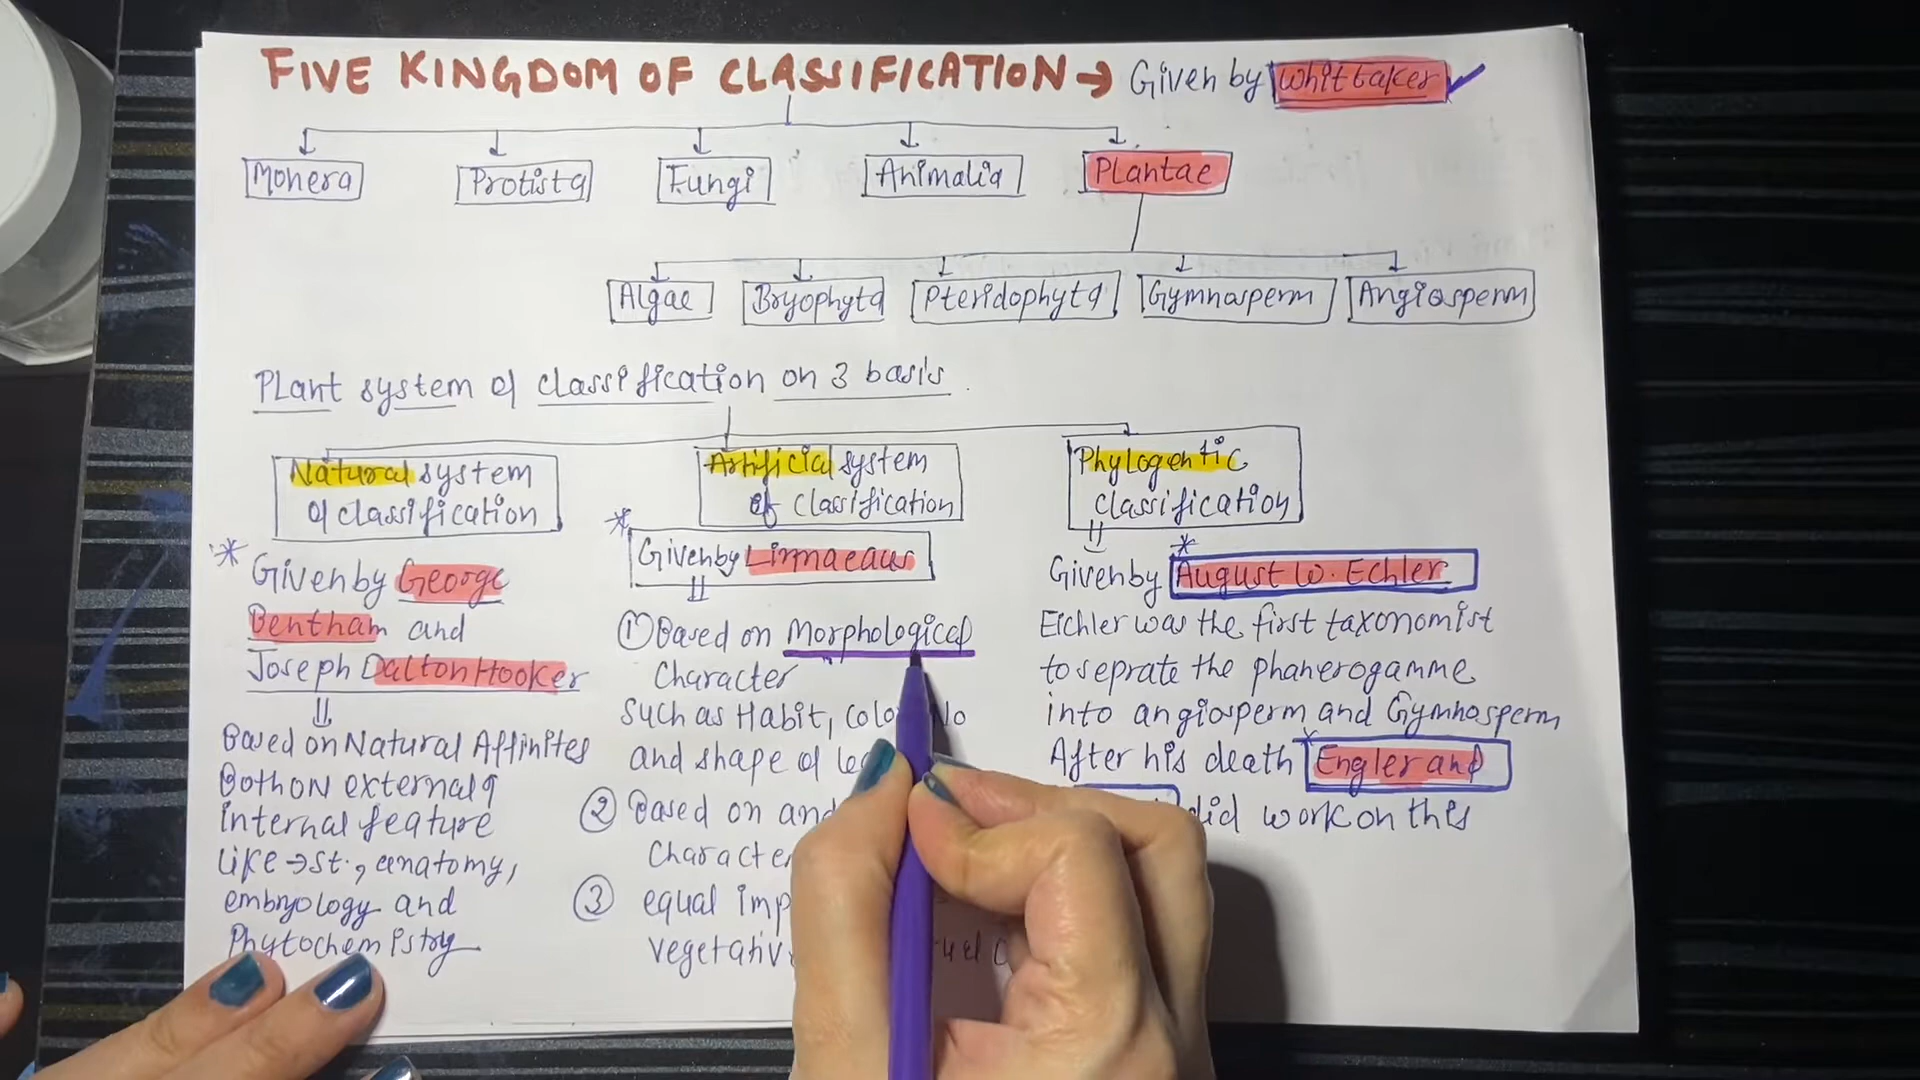 FIVE KINGDOM OF CLASSIFICATION → Given by Whittaker
Monera Protista Fungi Animalia Plantae
Algae Bryophyta Pteridophyta Gymnosperm Angiosperm
Plant system of classification on 3 basis.
Natural system
of classification
* Given by George
Bentham and
Joseph Dalton Hooker
Based on Natural Affinites
Both on external &
internal feature
like → st., anatomy,
embryology and
Phytochemistry
Artificial system
of classification
* Given by Linnaeaus
① Based on Morphological
Character
such as Habit, color, No
and shape of
② Based on
③ equal
Phylogentic
classification
* Given by August W. Echler
Eichler was the first taxonomist
to seprate the phanerogamme
into angiosperm and Gymnosperm
After his death * Engler and
did work on this